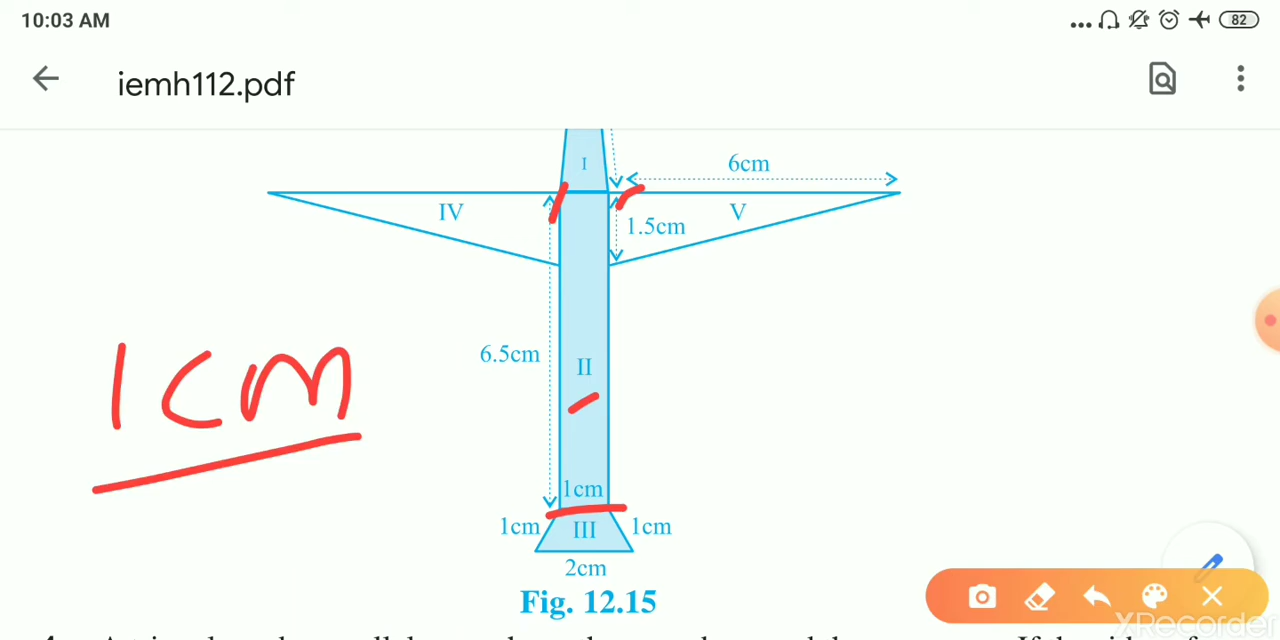 10:03 AM
... 82
iemh112.pdf
I
6cm
IV
V
1.5cm
1cm
6.5cm
II
1cm
1cm
III
1cm
2cm
Fig. 12.15
XRecorder